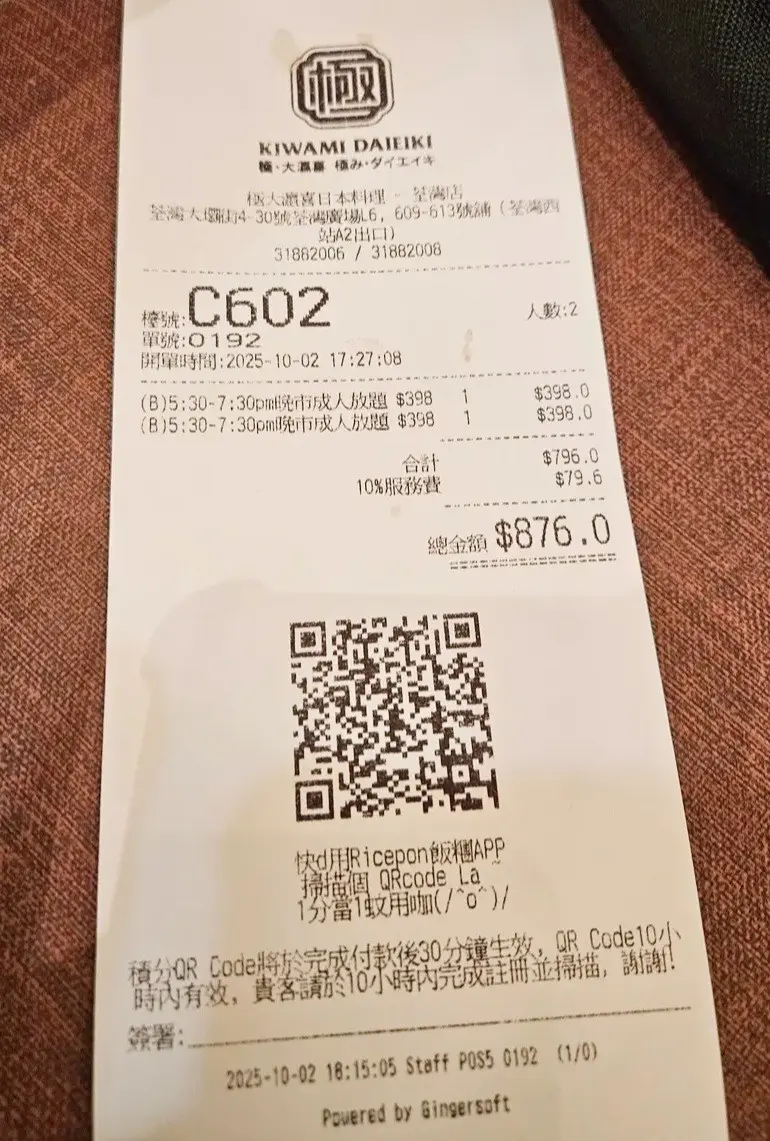 極
KIWAMI DAIEIKI
極·大瀛喜 極み·ダイエイキ
極大瀛喜日本料理 - 荃灣店
荃灣大壩街4-30號荃灣廣場L6, 609-613號舖 (荃灣西
站A2出口)
31882006 / 31882008
檯號:C602 人數:2
單號:0192
開單時間:2025-10-02 17:27:08
(B)5:30-7:30pm晚市成人放題 $398 1 $398.0
(B)5:30-7:30pm晚市成人放題 $398 1 $398.0
合計 $796.0
10%服務費 $79.6
總金額 $876.0
快d用Ricepon飯糰APP
掃描個 QRcode La ~
1分當1蚊用咖(/^o^)/
積分QR Code將於完成付款後30分鐘生效, QR Code10小
時內有效, 貴客請於10小時內完成註冊並掃描, 謝謝!
簽署:
2025-10-02 18:15:05 Staff POS5 0192 (1/0)
Powered by Gingersoft